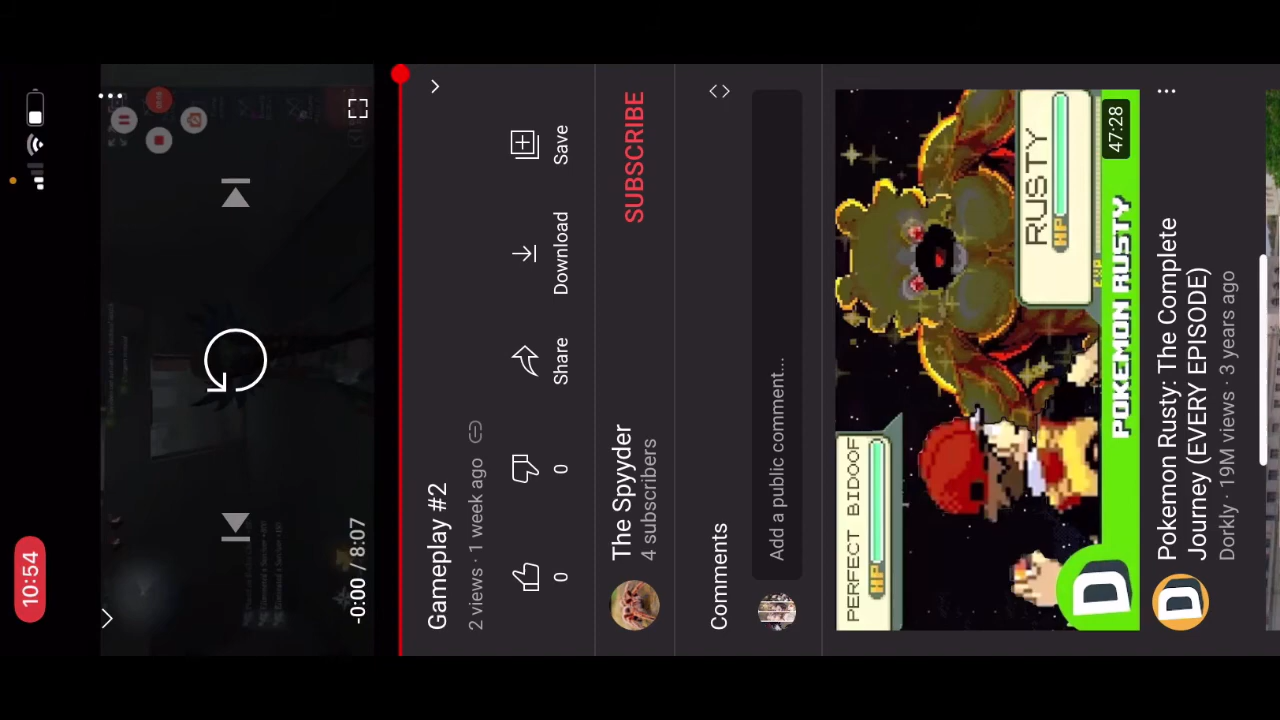 10:54
-0:00 / 8:07
Gameplay #2
2 views · 1 week ago
0
0
Share
Download
Save
The Spyyder
4 subscribers
SUBSCRIBE
Comments
Add a public comment...
PERFECT BIDOOF
HP
RUSTY
HP
EXP
POKEMON RUSTY
47:28
D
D
Pokemon Rusty: The Complete
Journey (EVERY EPISODE)
Dorkly · 19M views · 3 years ago